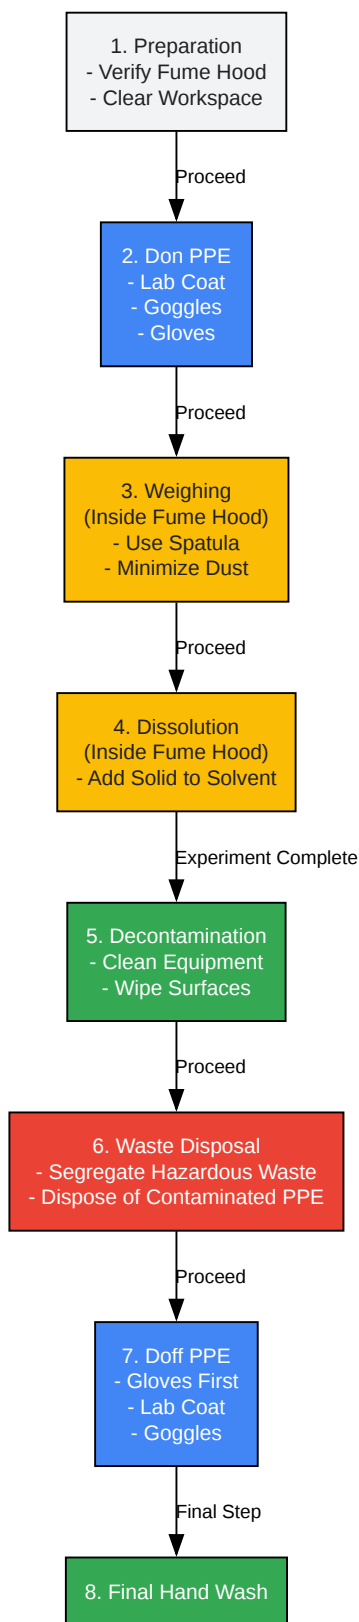 1. Preparation
- Verify Fume Hood
- Clear Workspace
Proceed
2. Don PPE
- Lab Coat
- Goggles
- Gloves
Proceed
3. Weighing
(Inside Fume Hood)
- Use Spatula
- Minimize Dust
Proceed
4. Dissolution
(Inside Fume Hood)
- Add Solid to Solvent
Experiment Complete
5. Decontamination
- Clean Equipment
- Wipe Surfaces
Proceed
6. Waste Disposal
- Segregate Hazardous Waste
- Dispose of Contaminated PPE
Proceed
7. Doff PPE
- Gloves First
- Lab Coat
- Goggles
Final Step
8. Final Hand Wash